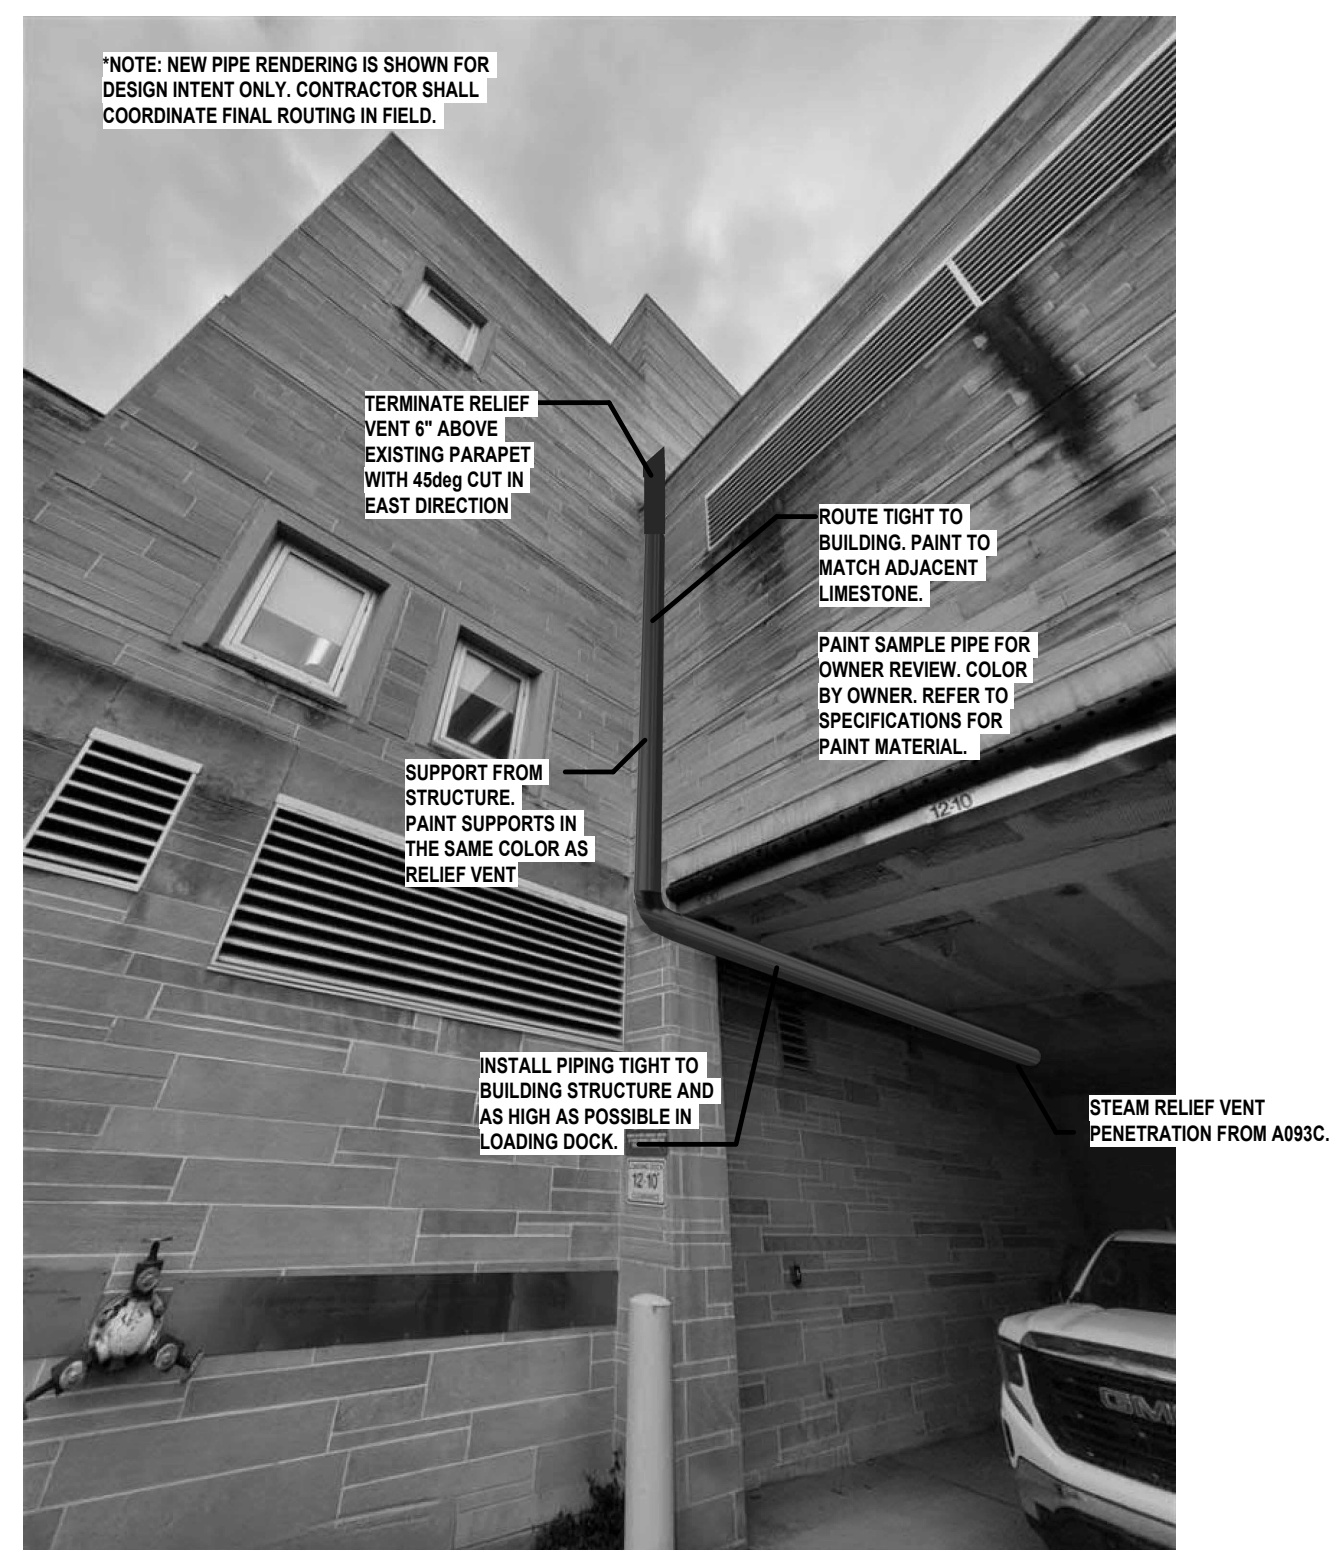 *NOTE: NEW PIPE RENDERING IS SHOWN FOR
DESIGN INTENT ONLY. CONTRACTOR SHALL
COORDINATE FINAL ROUTING IN FIELD.
TERMINATE RELIEF
VENT 6" ABOVE
EXISTING PARAPET
WITH 45deg CUT IN
EAST DIRECTION
ROUTE TIGHT TO
BUILDING. PAINT TO
MATCH ADJACENT
LIMESTONE.
PAINT SAMPLE PIPE FOR
OWNER REVIEW. COLOR
BY OWNER. REFER TO
SPECIFICATIONS FOR
PAINT MATERIAL.
SUPPORT FROM
STRUCTURE.
PAINT SUPPORTS IN
THE SAME COLOR AS
RELIEF VENT
12-10
INSTALL PIPING TIGHT TO
BUILDING STRUCTURE AND
AS HIGH AS POSSIBLE IN
LOADING DOCK.
STEAM RELIEF VENT
PENETRATION FROM A093C.
LOADING DOCK
12'-10"
CLEARANCE
GMC